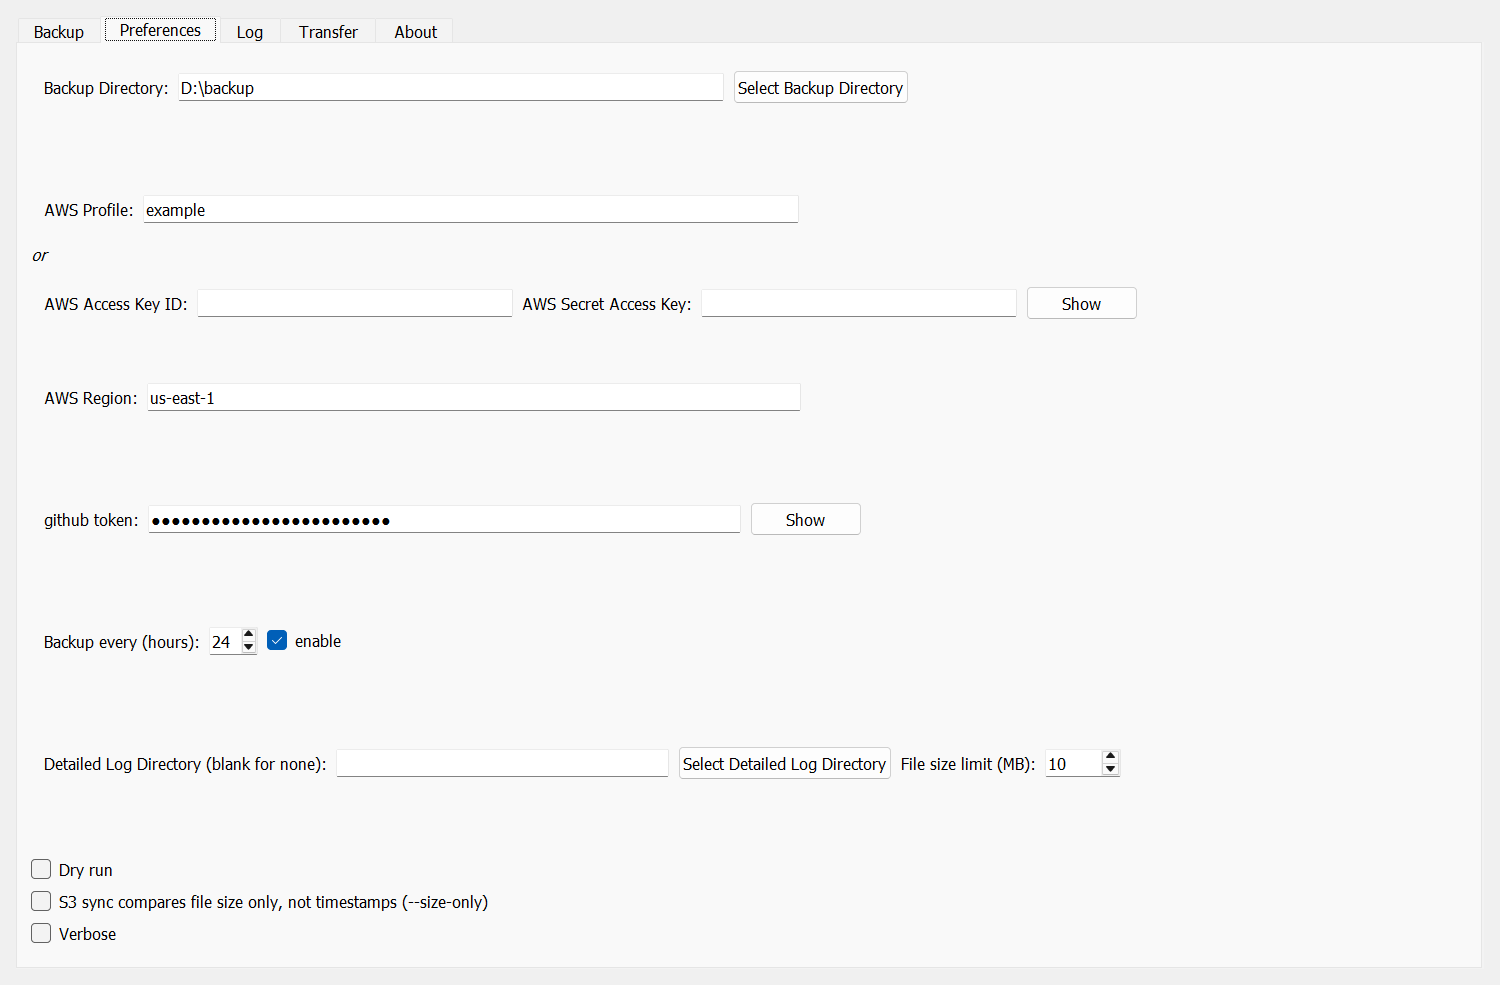 Backup Preferences Log Transfer About
Backup Directory: D:\backup Select Backup Directory
AWS Profile: example
or
AWS Access Key ID: AWS Secret Access Key: Show
AWS Region: us-east-1
github token: ●●●●●●●●●●●●●●●●●●●●●●●● Show
Backup every (hours): 24 enable
Detailed Log Directory (blank for none): Select Detailed Log Directory File size limit (MB): 10
Dry run
S3 sync compares file size only, not timestamps (--size-only)
Verbose